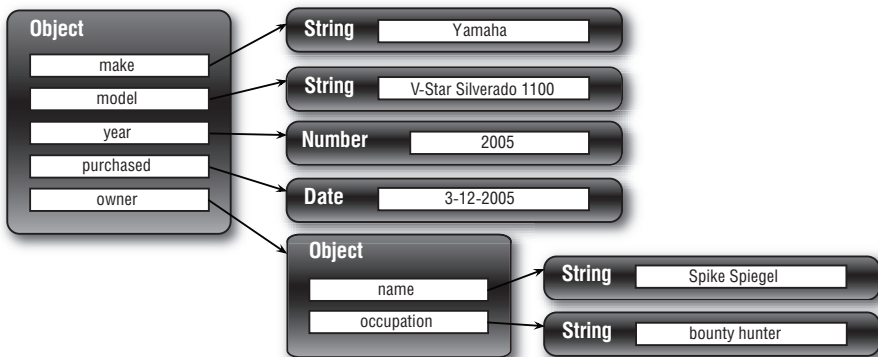 Object
make
model
year
purchased
owner
String Yamaha
String V-Star Silverado 1100
Number 2005
Date 3-12-2005
Object
name
occupation
String Spike Spiegel
String bounty hunter